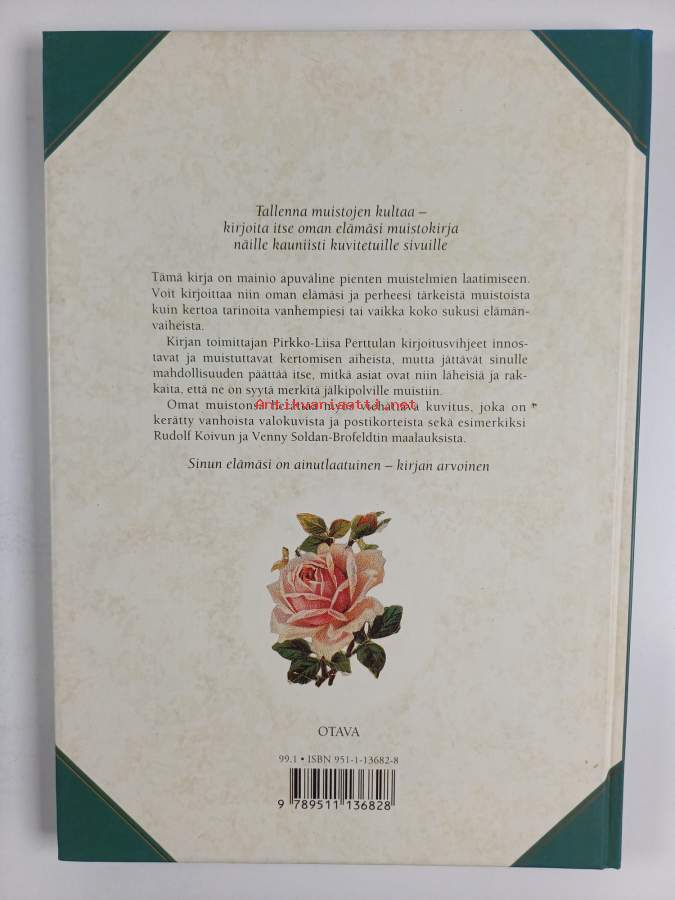 Tallenna muistojen kultaa –
kirjoita itse oman elämäsi muistokirja
näille kauniisti kuvitetuille sivuille
Tämä kirja on mainio apuväline pienten muistelmien laatimiseen.
Voit kirjoittaa niin oman elämäsi ja perheesi tärkeistä muistoista
kuin kertoa tarinoita vanhempiesi tai vaikka koko sukusi elämän-
vaiheista.
Kirjan toimittajan Pirkko-Liisa Perttulan kirjoitusvihjeet innos-
tavat ja muistuttavat kertomisen aiheista, mutta jättävät sinulle
mahdollisuuden päättää itse, mitkä asiat ovat niin läheisiä ja rak-
kaita, että ne on syytä merkitä jälkipolville muistiin.
Antikvariaatti.net
Omat muistonsa herättää myös viehättävä kuvitus, joka on
kerätty vanhoista valokuvista ja postikorteista sekä esimerkiksi
Rudolf Koivun ja Venny Soldan-Brofeldtin maalauksista.
Sinun elämäsi on ainutlaatuinen – kirjan arvoinen
OTAVA
99.1 • ISBN 951-1-13682-8
9 789511 136828